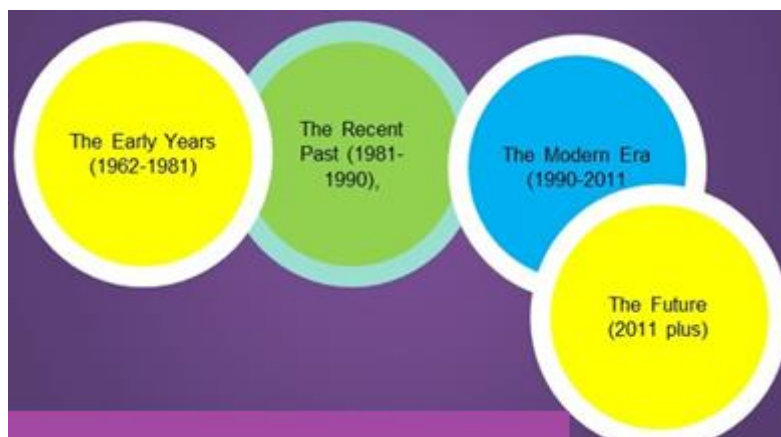 The Early Years
(1962-1981)
The Recent
Past (1981-
1990),
The Modern Era
(1990-2011
The Future
(2011 plus)